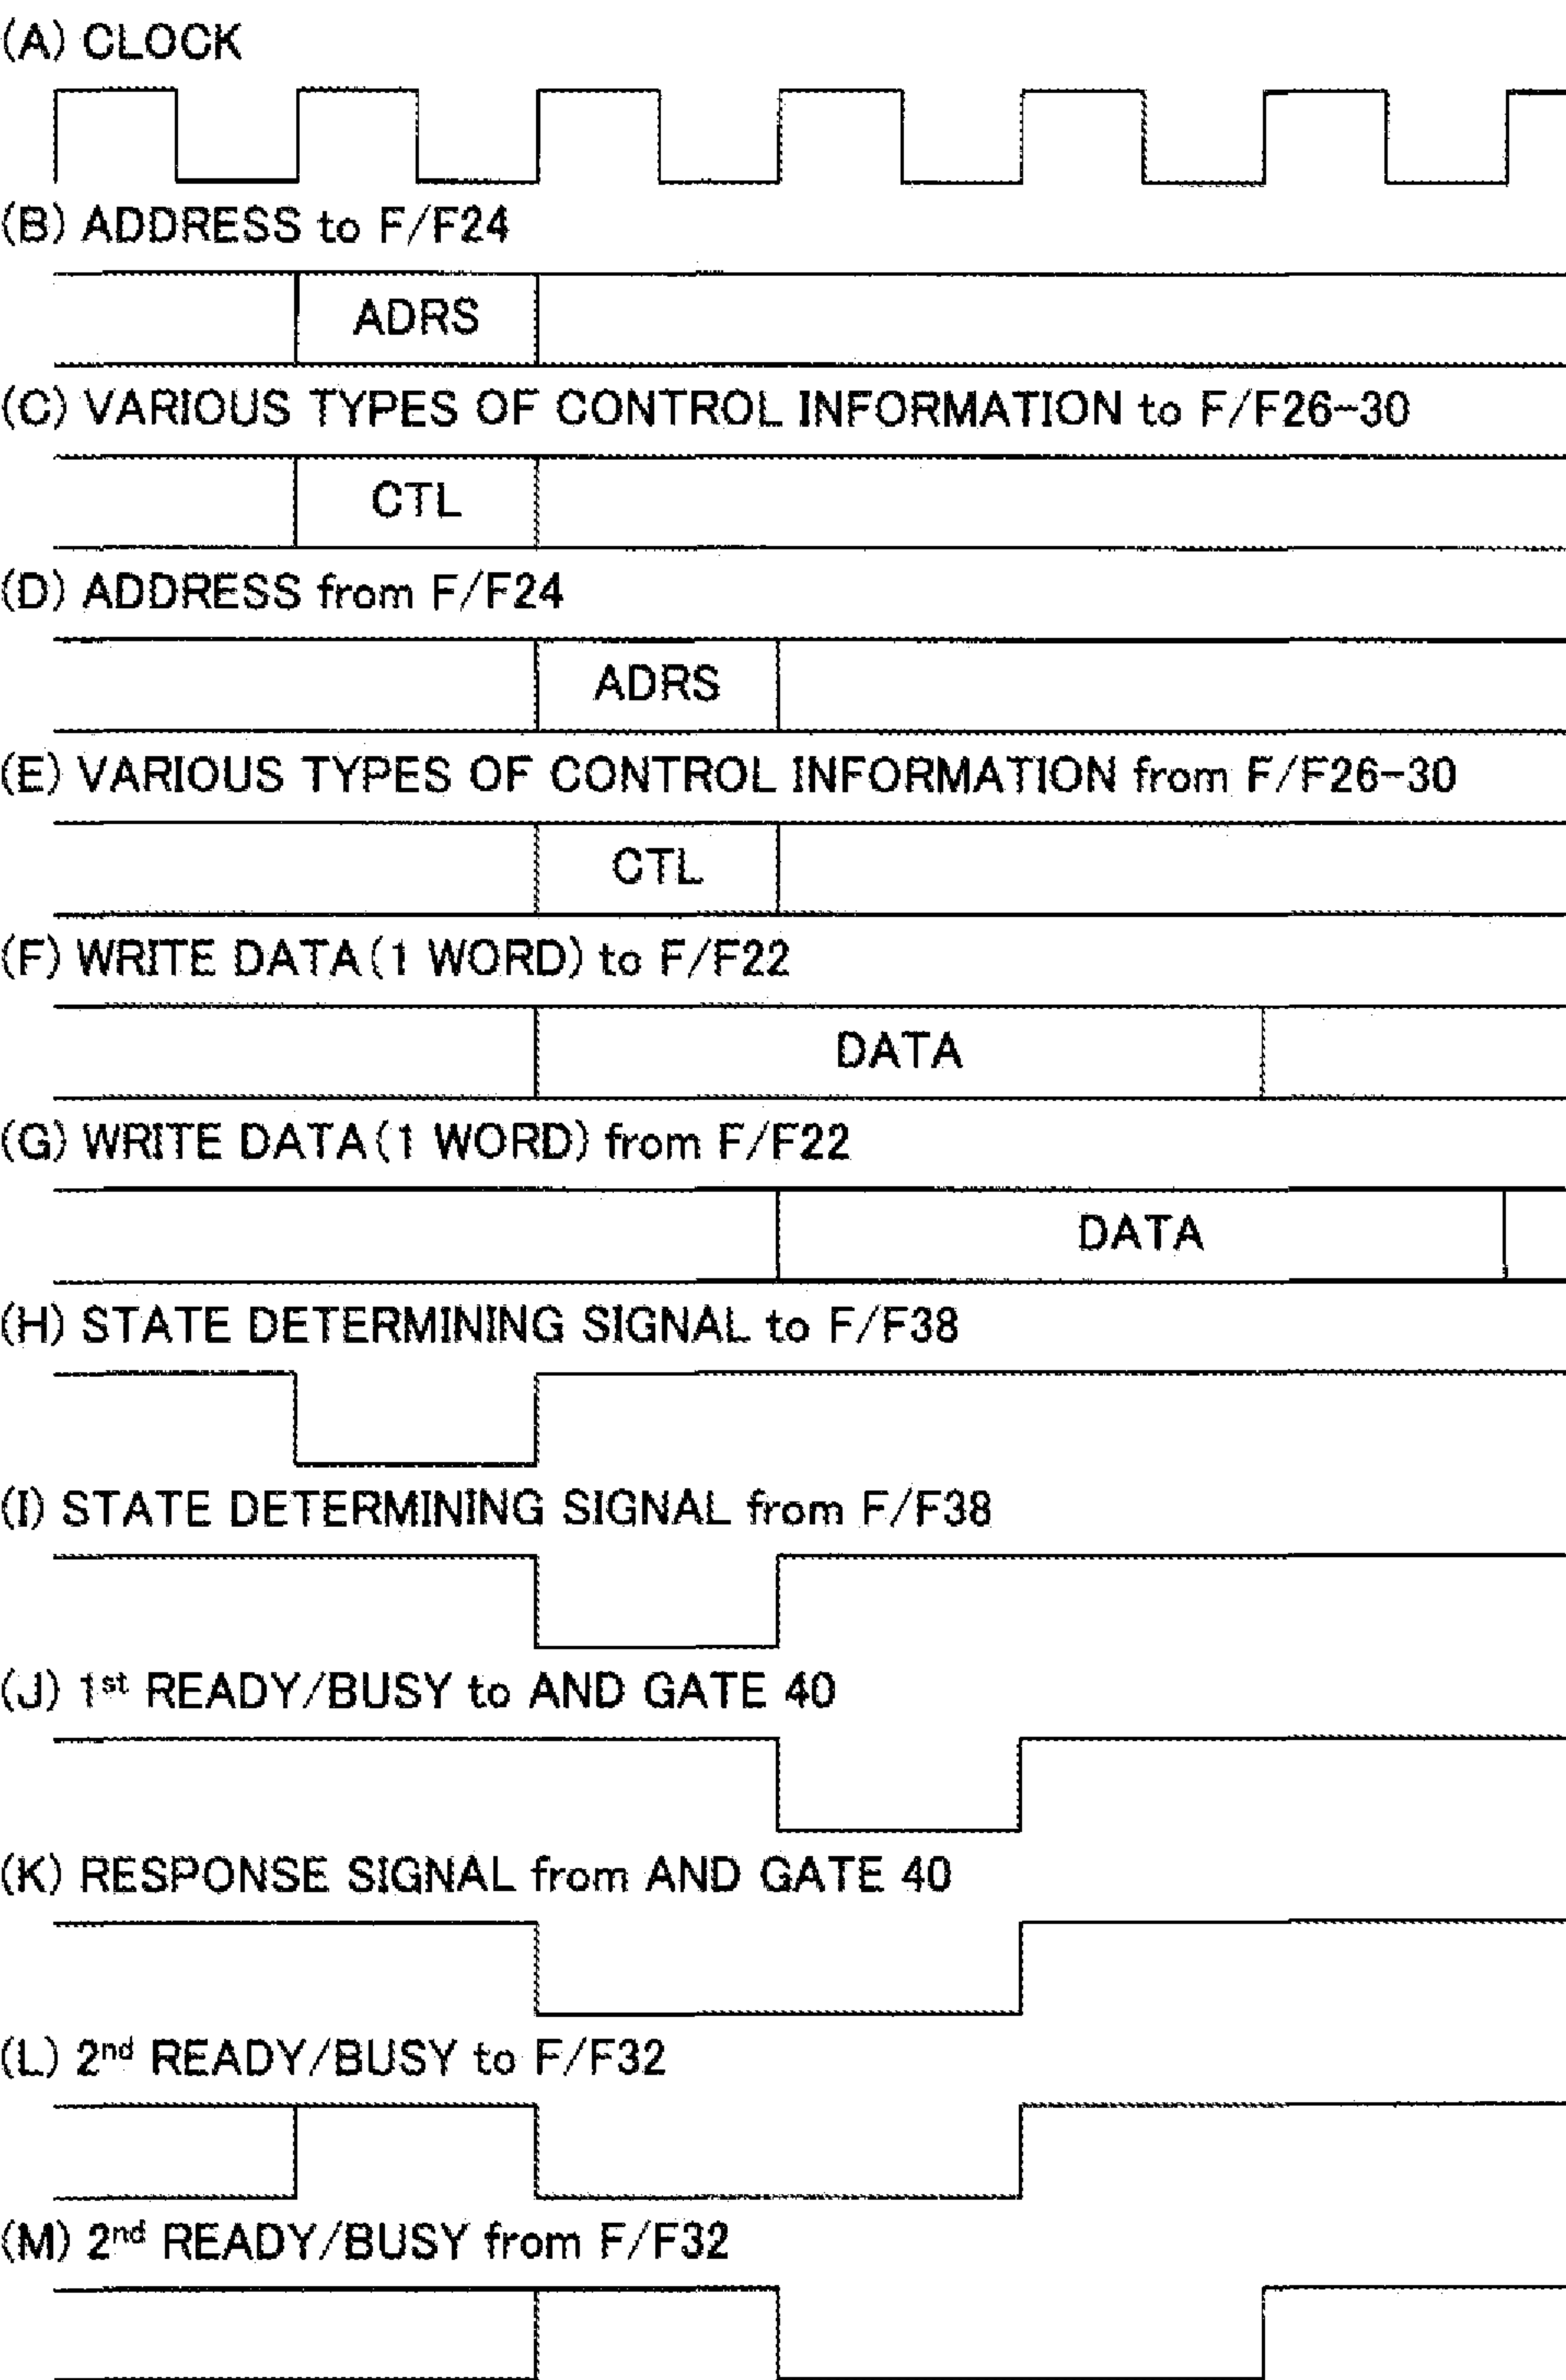 (A) CLOCK
(B) ADDRESS to F/F24
ADRS
(C) VARIOUS TYPES OF CONTROL INFORMATION to F/F26-30
CTL
(D) ADDRESS from F/F24
ADRS
(E) VARIOUS TYPES OF CONTROL INFORMATION from F/F26-30
CTL
(F) WRITE DATA(1 WORD) to F/F22
DATA
(G) WRITE DATA(1 WORD) from F/F22
DATA
(H) STATE DETERMINING SIGNAL to F/F38
(I) STATE DETERMINING SIGNAL from F/F38
(J) 1st READY/BUSY to AND GATE 40
(K) RESPONSE SIGNAL from AND GATE 40
(L) 2nd READY/BUSY to F/F32
(M) 2nd READY/BUSY from F/F32